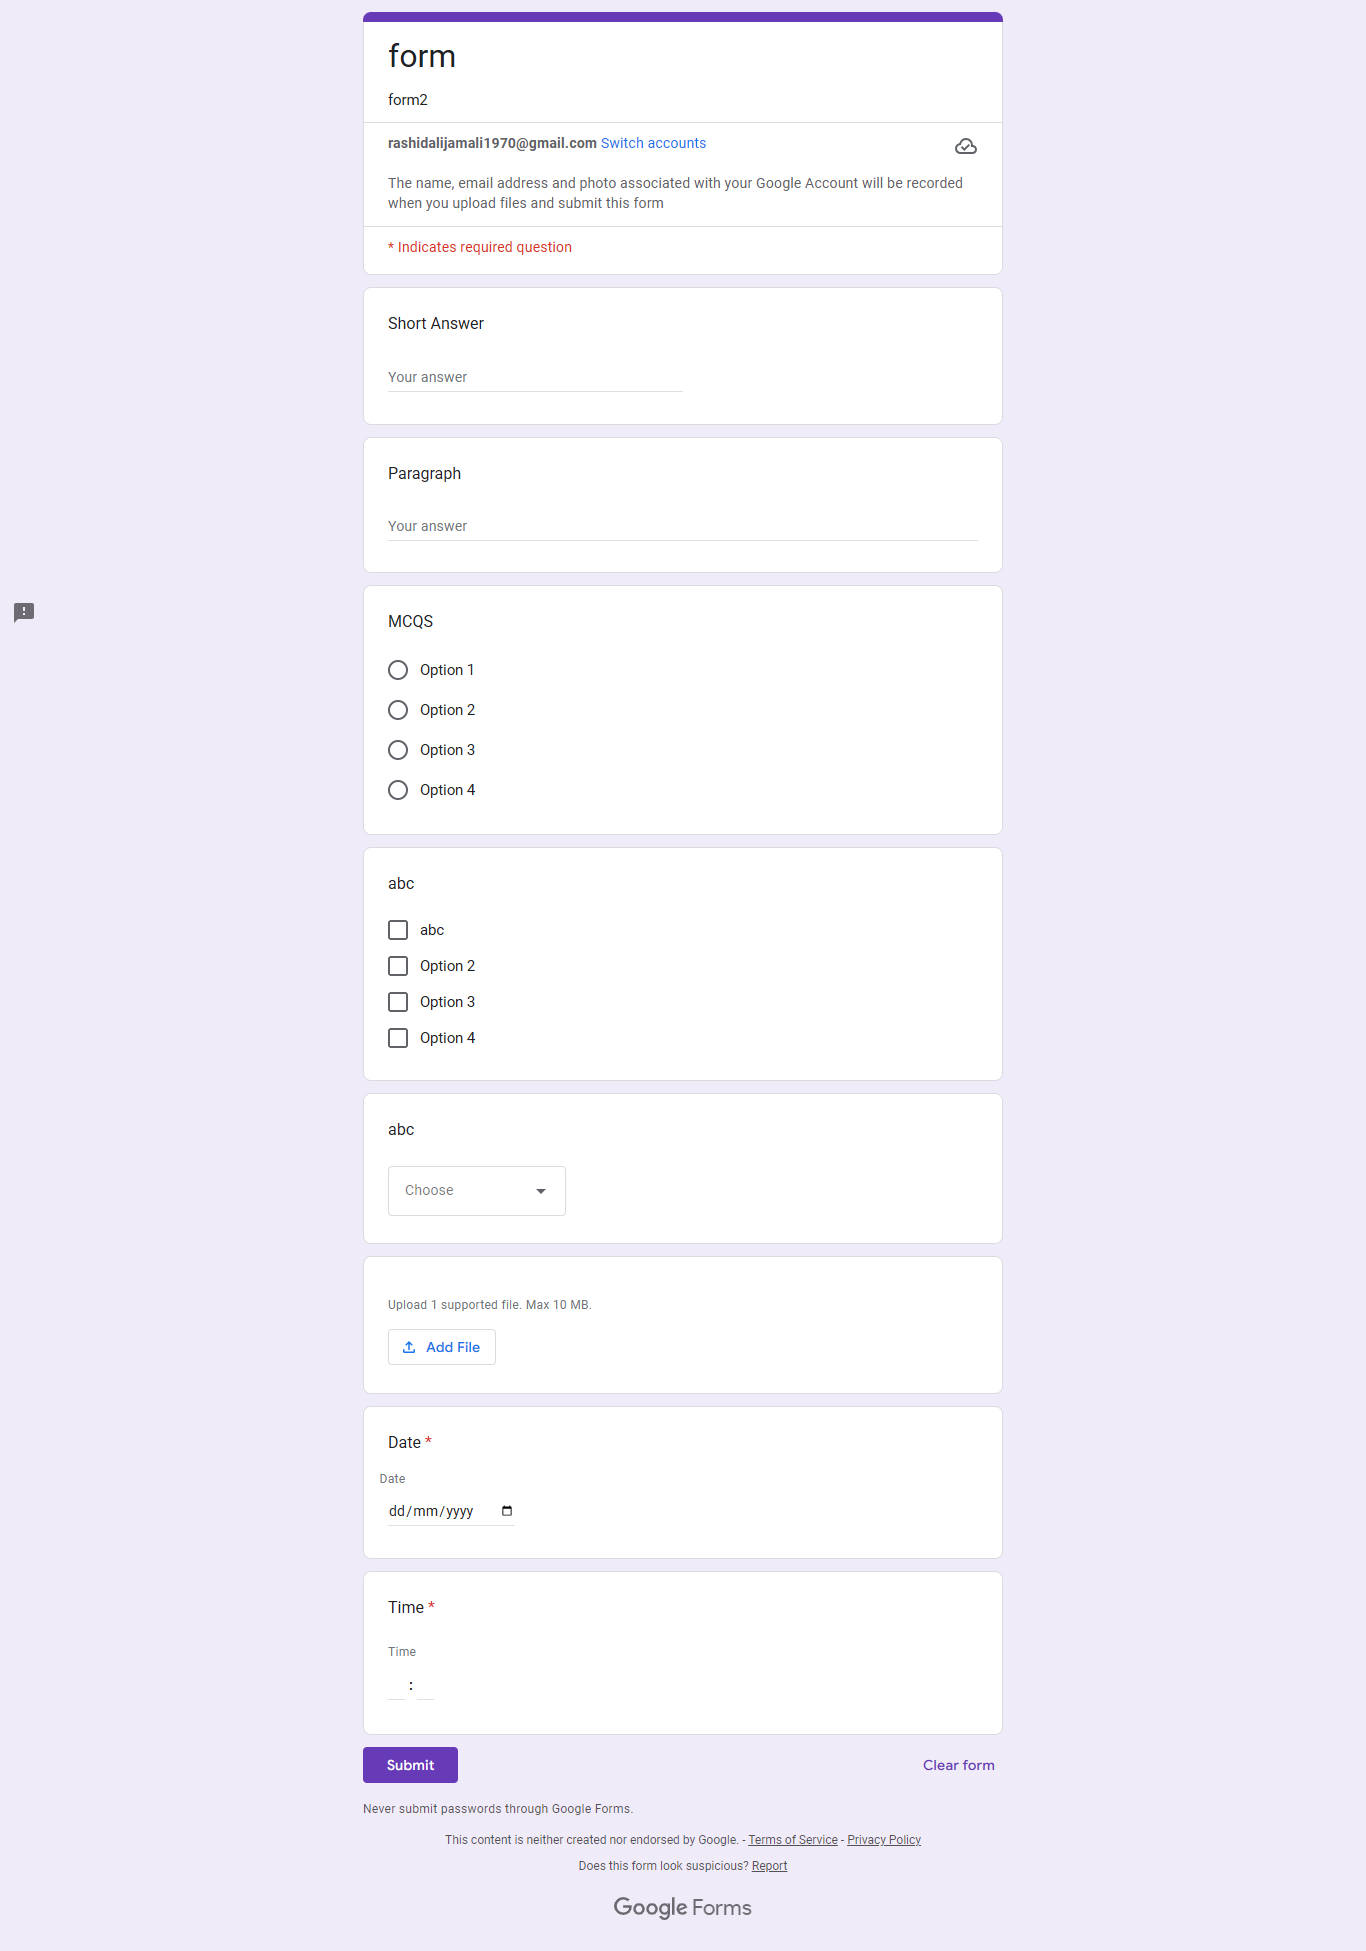 form
form2
rashidalijamali1970@gmail.com Switch accounts
The name, email address and photo associated with your Google Account will be recorded
when you upload files and submit this form
* Indicates required question
Short Answer
Your answer
Paragraph
Your answer
MCQS
Option 1
Option 2
Option 3
Option 4
abc
abc
Option 2
Option 3
Option 4
abc
Choose
Upload 1 supported file. Max 10 MB.
Add File
Date *
Date
dd/mm/yyyy
Time *
Time
:
Submit Clear form
Never submit passwords through Google Forms.
This content is neither created nor endorsed by Google. - Terms of Service - Privacy Policy
Does this form look suspicious? Report
Google Forms